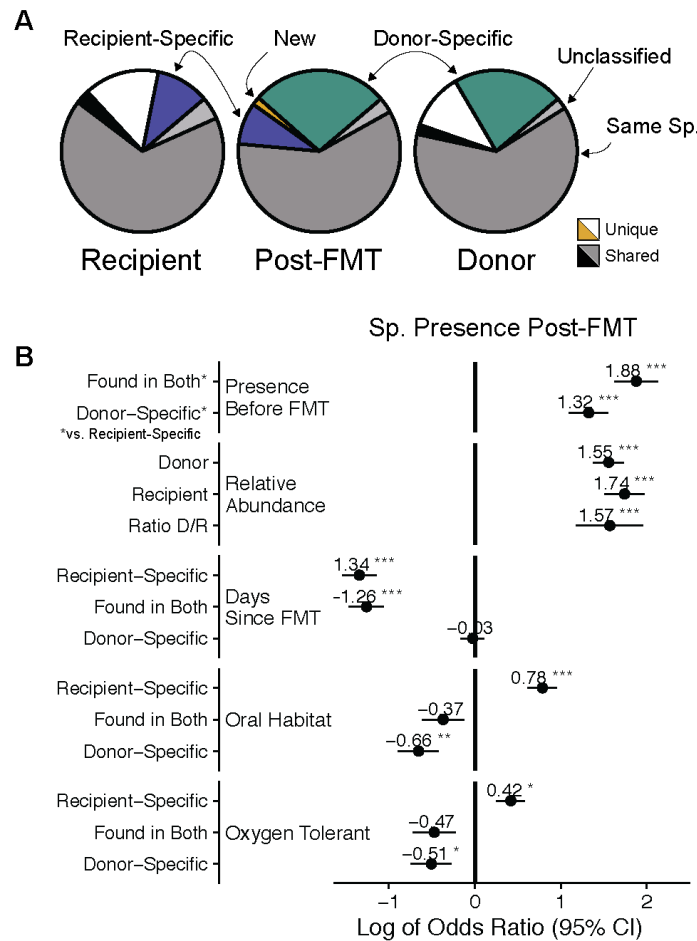 A
Recipient-Specific
New
Donor-Specific
Unclassified
Same Sp.
Recipient
Post-FMT
Donor
Unique
Shared
Sp. Presence Post-FMT
B
Found in Both*
Donor–Specific*
*vs. Recipient-Specific
Presence
Before FMT
1.88 ***
1.32 ***
Donor
Recipient
Ratio D/R
Relative
Abundance
1.55 ***
1.74 ***
1.57 ***
Recipient–Specific
Found in Both
Donor–Specific
Days
Since FMT
1.34 ***
-1.26 ***
−0.03
Recipient–Specific
Found in Both
Donor–Specific
Oral Habitat
0.78 ***
−0.37
−0.66 **
Recipient–Specific
Found in Both
Donor–Specific
Oxygen Tolerant
0.42 *
−0.47
−0.51 *
−1 0 1 2
Log of Odds Ratio (95% CI)